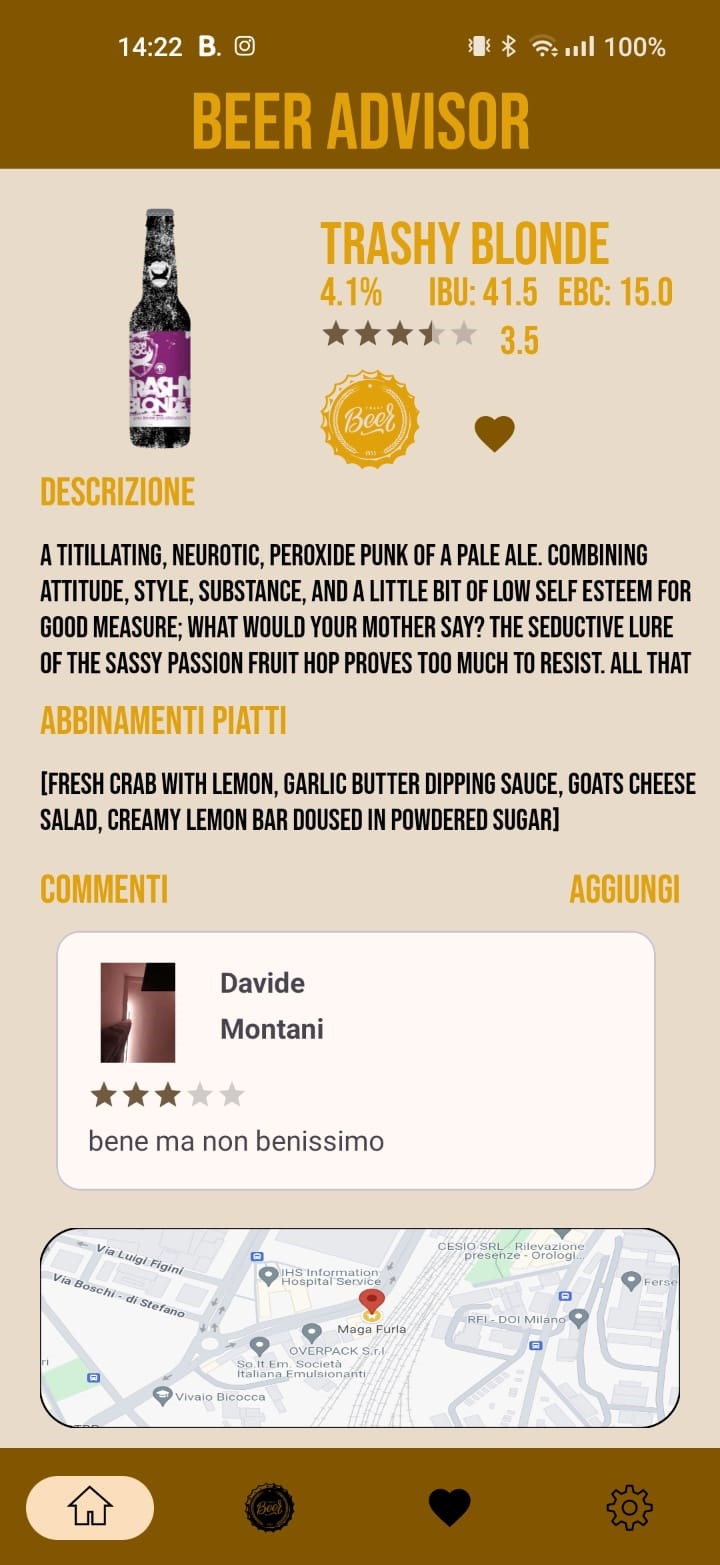 14:22 B. 100%
BEER ADVISOR
TRASHY BLONDE
4.1% IBU: 41.5 EBC: 15.0
3.5
Beer
TRASHY
BLONDE
DESCRIZIONE
A TITILLATING, NEUROTIC, PEROXIDE PUNK OF A PALE ALE. COMBINING
ATTITUDE, STYLE, SUBSTANCE, AND A LITTLE BIT OF LOW SELF ESTEEM FOR
GOOD MEASURE; WHAT WOULD YOUR MOTHER SAY? THE SEDUCTIVE LURE
OF THE SASSY PASSION FRUIT HOP PROVES TOO MUCH TO RESIST. ALL THAT
ABBINAMENTI PIATTI
[FRESH CRAB WITH LEMON, GARLIC BUTTER DIPPING SAUCE, GOATS CHEESE
SALAD, CREAMY LEMON BAR DOUSED IN POWDERED SUGAR]
COMMENTI AGGIUNGI
Davide
Montani
bene ma non benissimo
CESIO SRL - Rilevazione
presenze - Orologi...
Via Luigi Figini
IHS Information
Hospital Service
Via Boschi - di Stefano
Ferse
Maga Furla
RFI - DOI Milano
OVERPACK S.r.l
So.It Em. Società
Italiana Emulsionanti
ri
Vivaio Bicocca
Beer